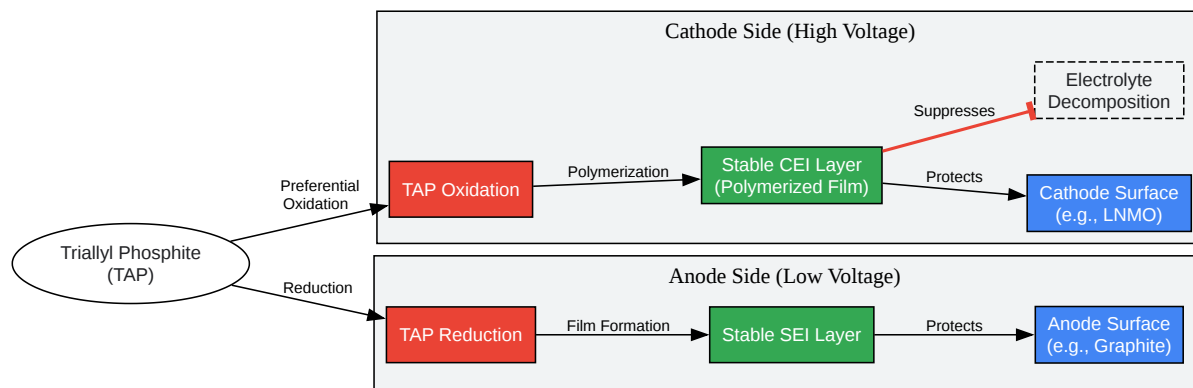 Cathode Side (High Voltage)
Electrolyte
Decomposition
Suppresses
Preferential
Oxidation
TAP Oxidation
Polymerization
Stable CEI Layer
(Polymerized Film)
Protects
Cathode Surface
(e.g., LNMO)
Triallyl Phosphite
(TAP)
Anode Side (Low Voltage)
Reduction
TAP Reduction
Film Formation
Stable SEI Layer
Protects
Anode Surface
(e.g., Graphite)